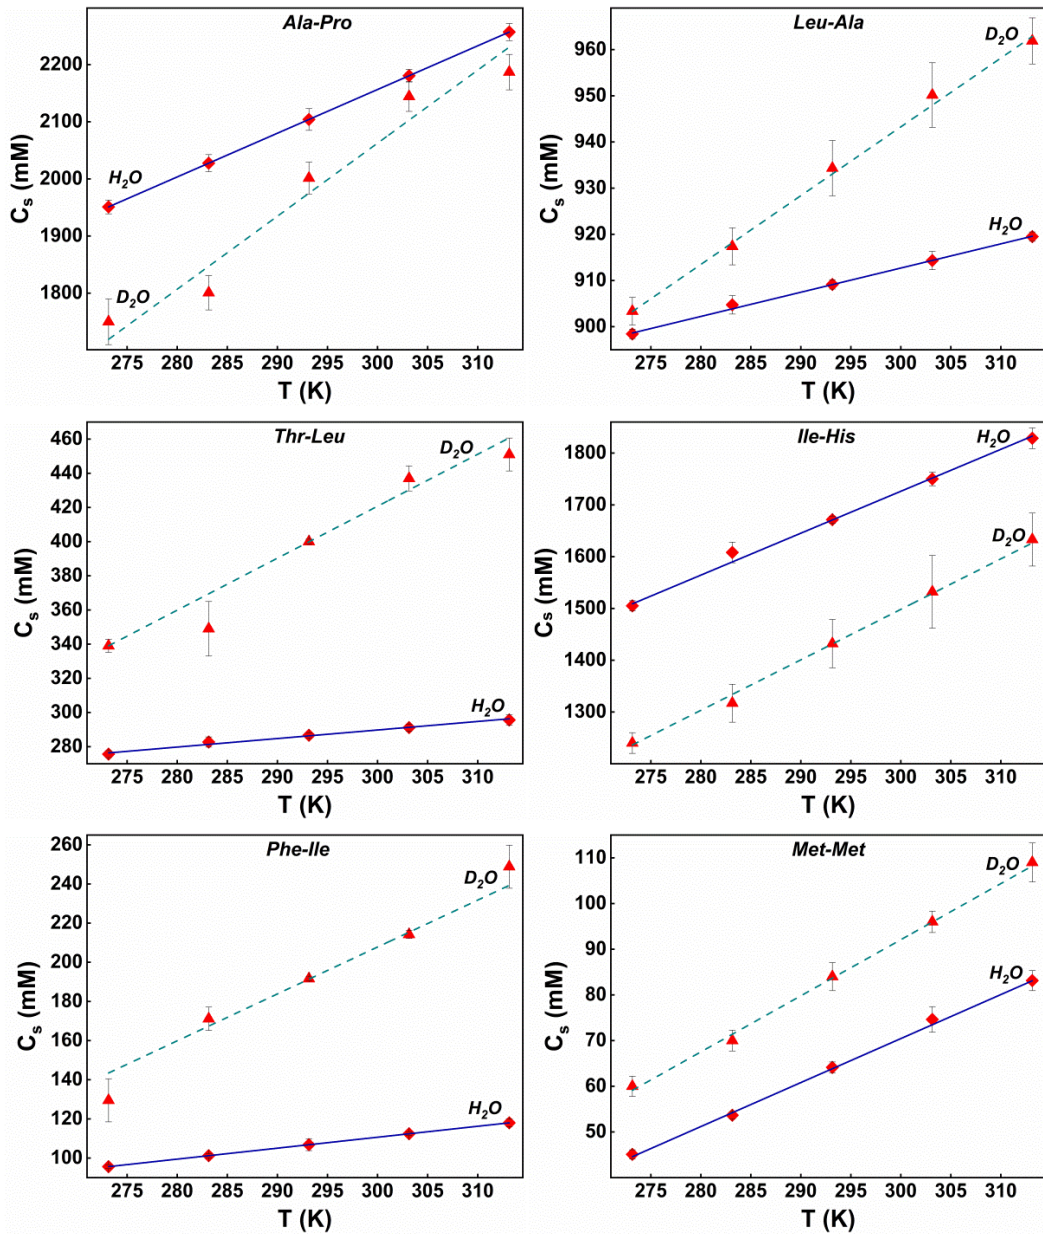 Ala-Pro
2200
2100
2000
1900
1800
C_s (mM)
H₂O
D₂O
275 280 285 290 295 300 305 310
T (K)
Leu-Ala
960
950
940
930
920
910
900
C_s (mM)
D₂O
H₂O
275 280 285 290 295 300 305 310
T (K)
Thr-Leu
460
440
420
400
380
360
340
320
300
280
C_s (mM)
D₂O
H₂O
275 280 285 290 295 300 305 310
T (K)
Ile-His
1800
1700
1600
1500
1400
1300
C_s (mM)
H₂O
D₂O
275 280 285 290 295 300 305 310
T (K)
Phe-Ile
260
240
220
200
180
160
140
120
100
C_s (mM)
D₂O
H₂O
275 280 285 290 295 300 305 310
T (K)
Met-Met
110
100
90
80
70
60
50
C_s (mM)
D₂O
H₂O
275 280 285 290 295 300 305 310
T (K)